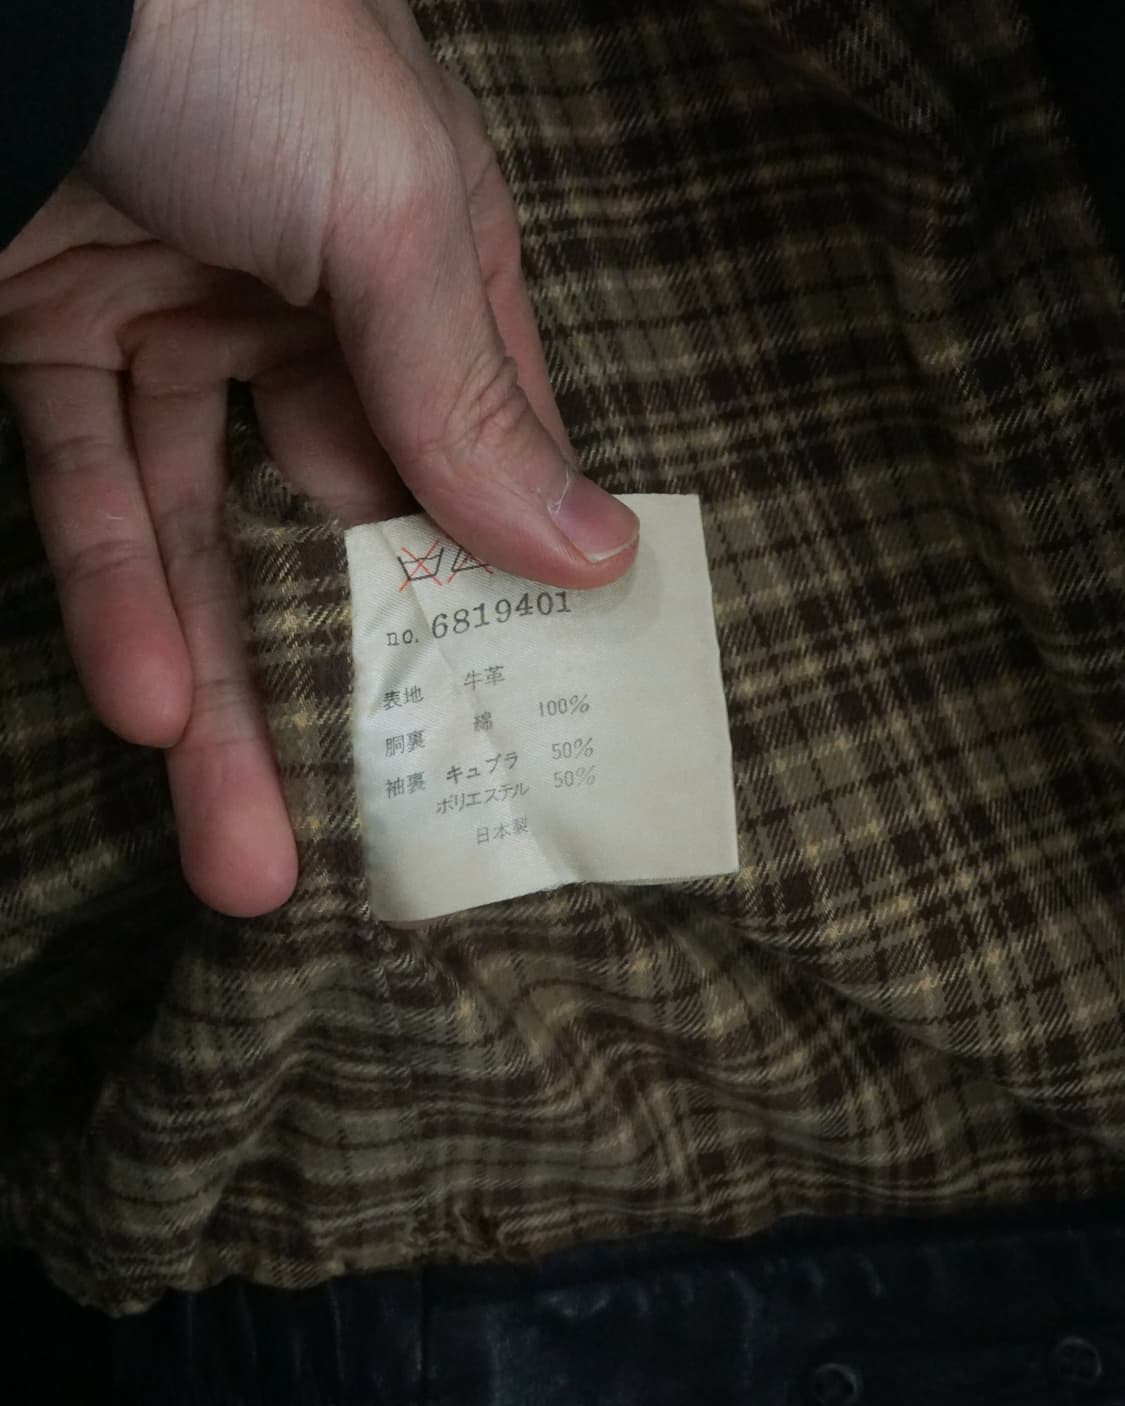 no. 6819401
表地 牛革
胴裏 綿 100%
袖裏 キュプラ 50%
ポリエステル 50%
日本製